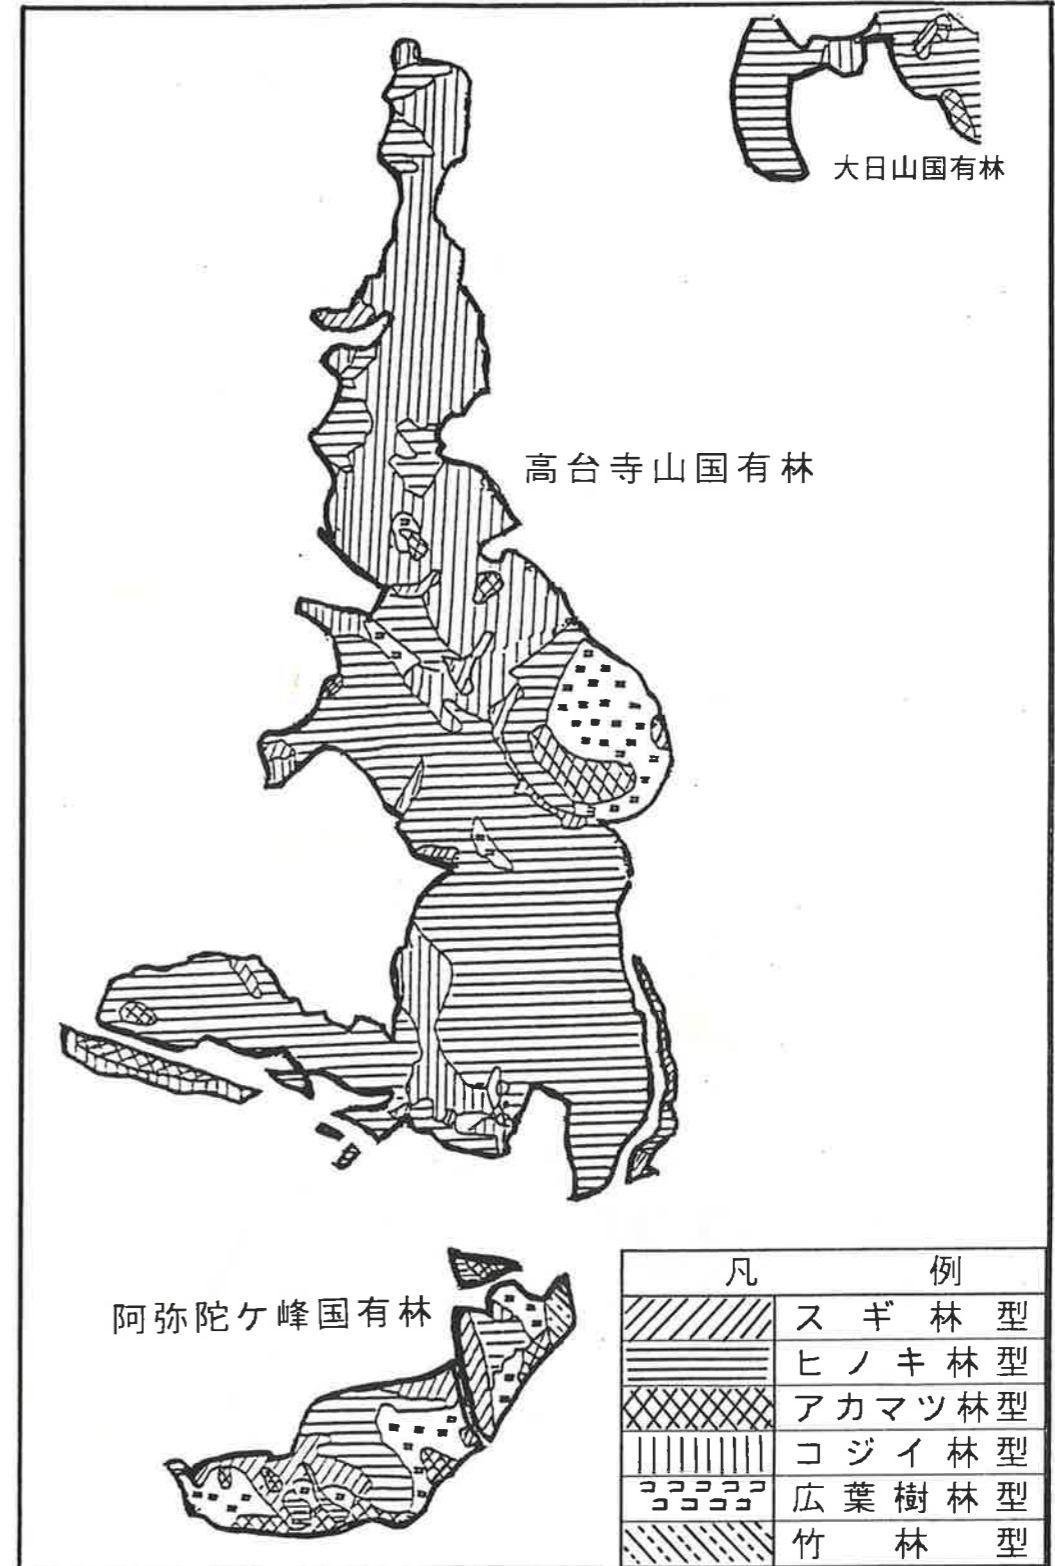 大日山国有林
高台寺山国有林
阿弥陀ケ峰国有林
凡例
スギ林型
ヒノキ林型
アカマツ林型
コジイ林型
広葉樹林型
竹林型